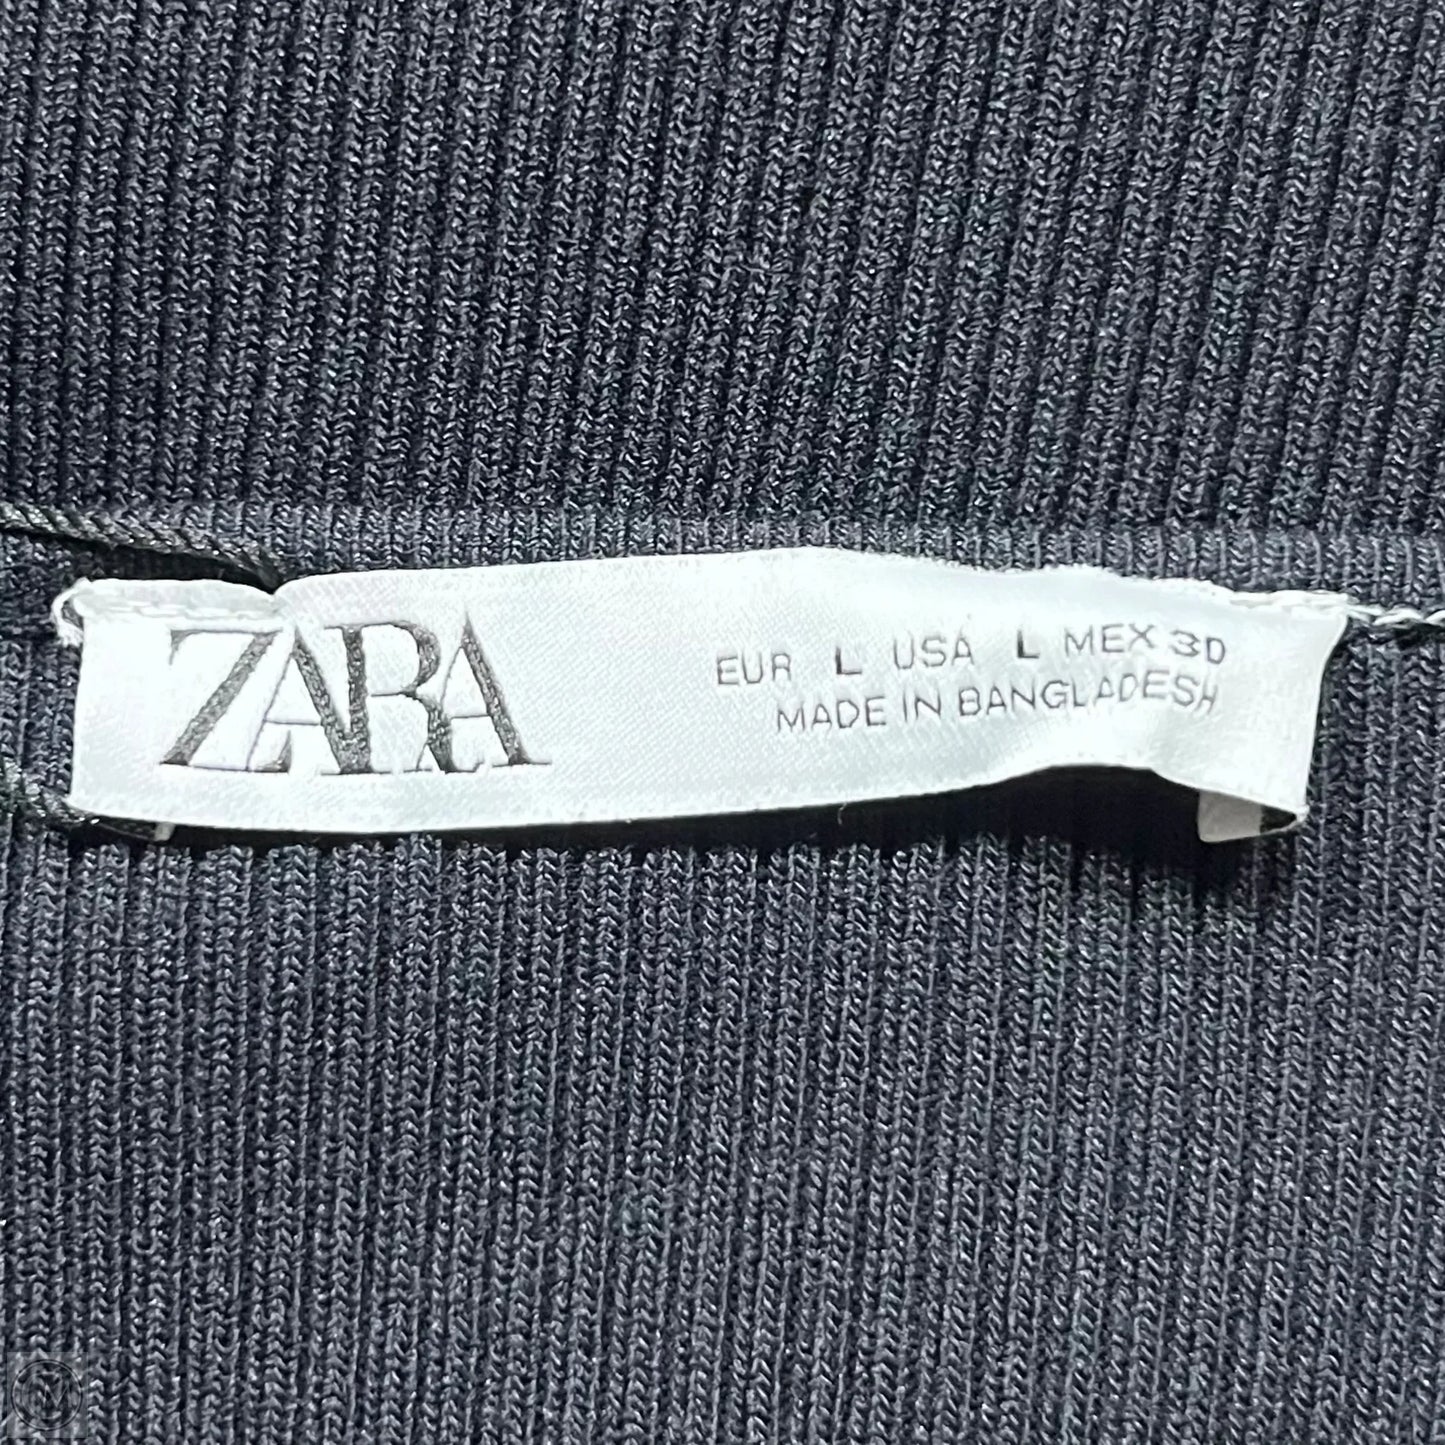 ZARA
EUR L USA L MEX 30
MADE IN BANGLADESH